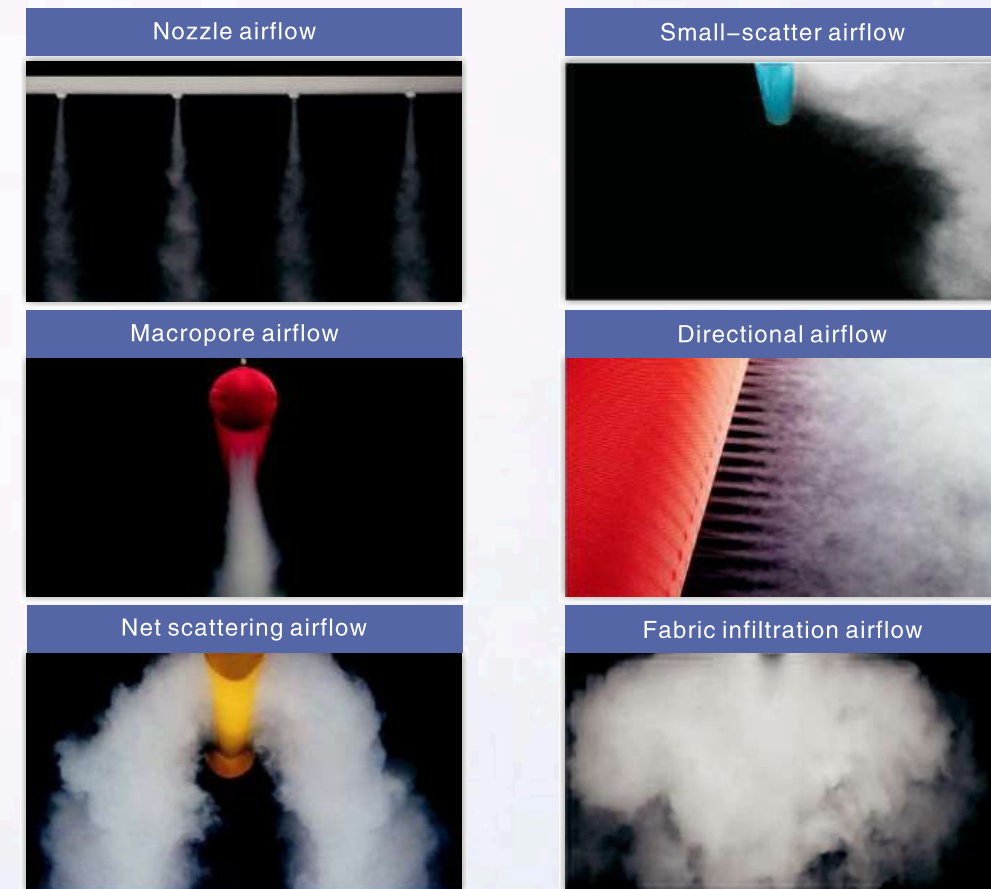 Nozzle airflow
Small–scatter airflow
Macropore airflow
Directional airflow
Net scattering airflow
Fabric infiltration airflow